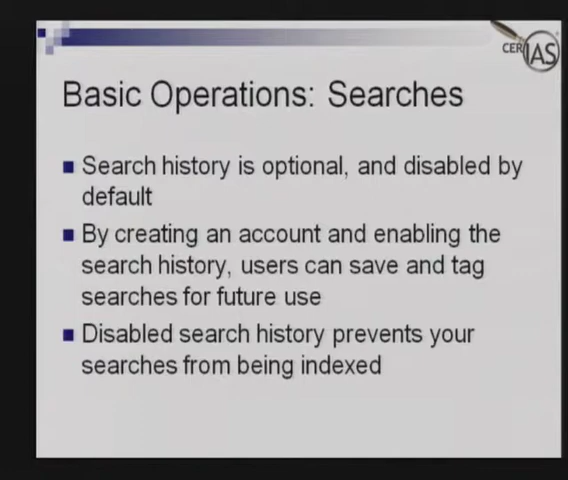 CERIAS
Basic Operations: Searches
Search history is optional, and disabled by
default
By creating an account and enabling the
search history, users can save and tag
searches for future use
Disabled search history prevents your
searches from being indexed